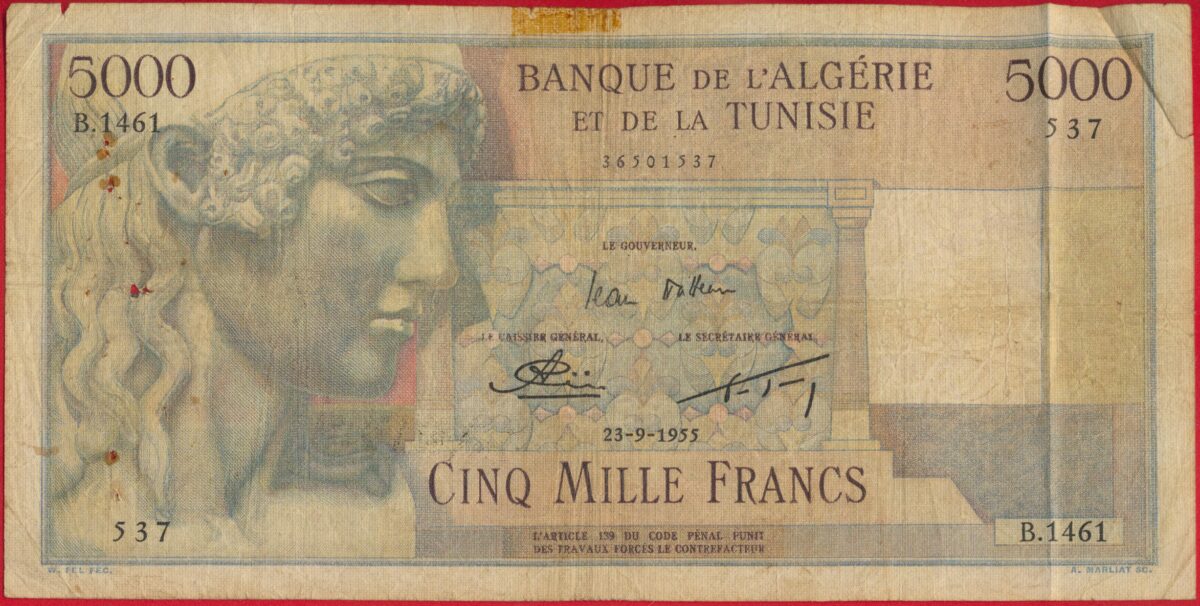 5000
BANQUE DE L'ALGÉRIE
5000
B.1461
ET DE LA TUNISIE
537
36501537
LE GOUVERNEUR,
LE CAISSIER GÉNÉRAL,
LE SECRÉTAIRE GÉNÉRAL,
23-9-1955
CINQ MILLE FRANCS
537
B.1461
L'ARTICLE 139 DU CODE PÉNAL PUNIT
DES TRAVAUX FORCÉS LE CONTREFACTEUR
W. FEL FEC.
A. MARLIAT SC.